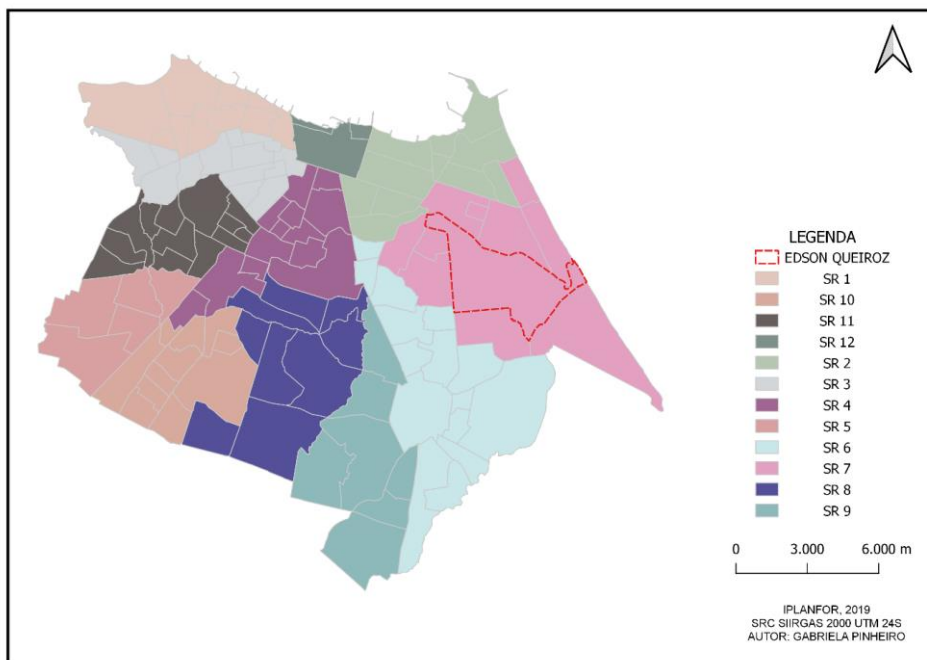 LEGENDA
EDSON QUEIROZ
SR 1
SR 10
SR 11
SR 12
SR 2
SR 3
SR 4
SR 5
SR 6
SR 7
SR 8
SR 9
0 3.000 6.000 m
IPLANFOR, 2019
SRC SIIRGAS 2000 UTM 24S
AUTOR: GABRIELA PINHEIRO